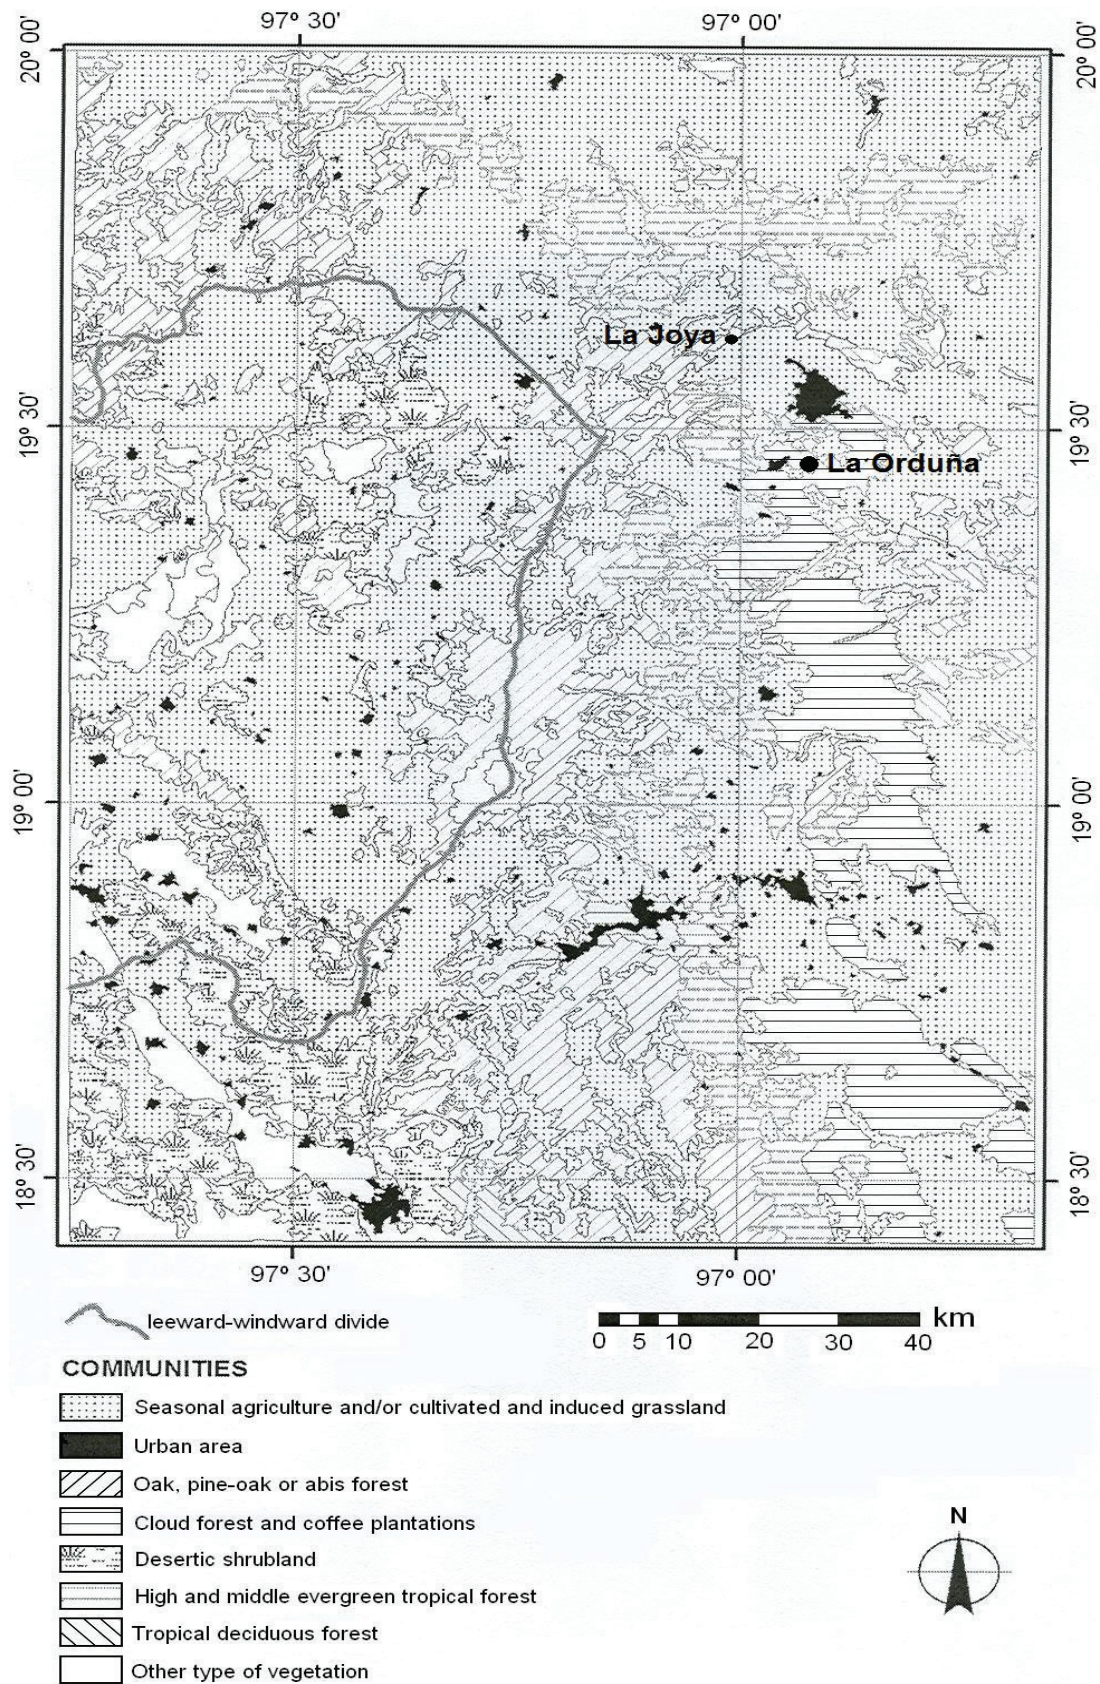 97º 30' 97º 00'
20º 00' 20º 00'
La Joya
19º 30' 19º 30'
La Orduña
19º 00' 19º 00'
18º 30' 18º 30'
97º 30' 97º 00'
leeward-windward divide
km
0 5 10 20 30 40
COMMUNITIES
Seasonal agriculture and/or cultivated and induced grassland
Urban area
Oak, pine-oak or abis forest
Cloud forest and coffee plantations
N
Desertic shrubland
High and middle evergreen tropical forest
Tropical deciduous forest
Other type of vegetation